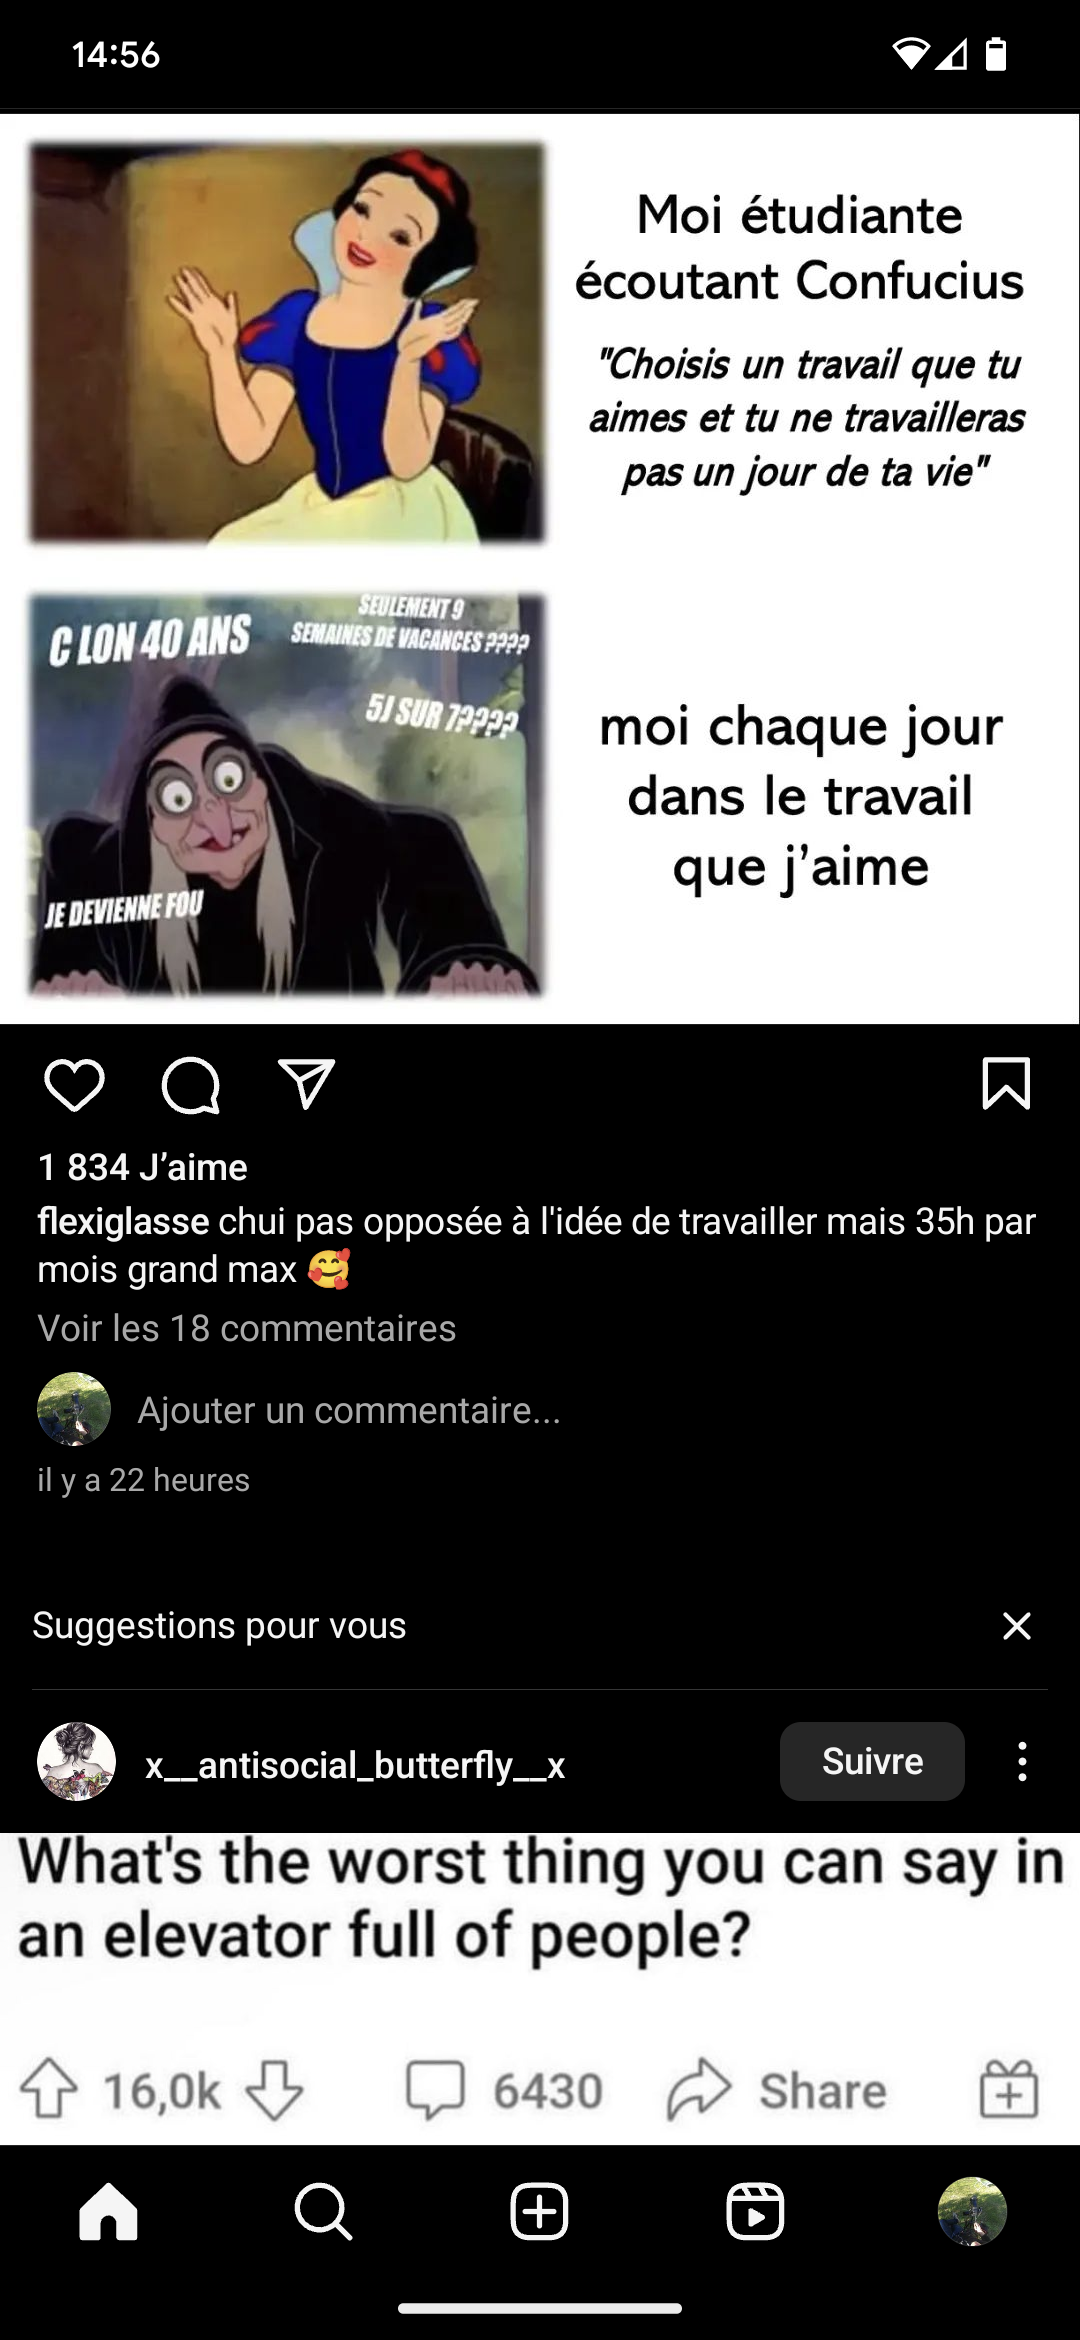 14:56
Moi étudiante
écoutant Confucius
"Choisis un travail que tu
aimes et tu ne travailleras
pas un jour de ta vie"
C LON 40 ANS
SEULEMENT 9
SEMAINES DE VACANCES ????
5J SUR 7????
JE DEVIENNE FOU
moi chaque jour
dans le travail
que j’aime
1 834 J’aime
flexiglasse chui pas opposée à l'idée de travailler mais 35h par
mois grand max 🥰
Voir les 18 commentaires
Ajouter un commentaire...
il y a 22 heures
Suggestions pour vous
x__antisocial_butterfly__x
Suivre
What's the worst thing you can say in
an elevator full of people?
16,0k
6430
Share